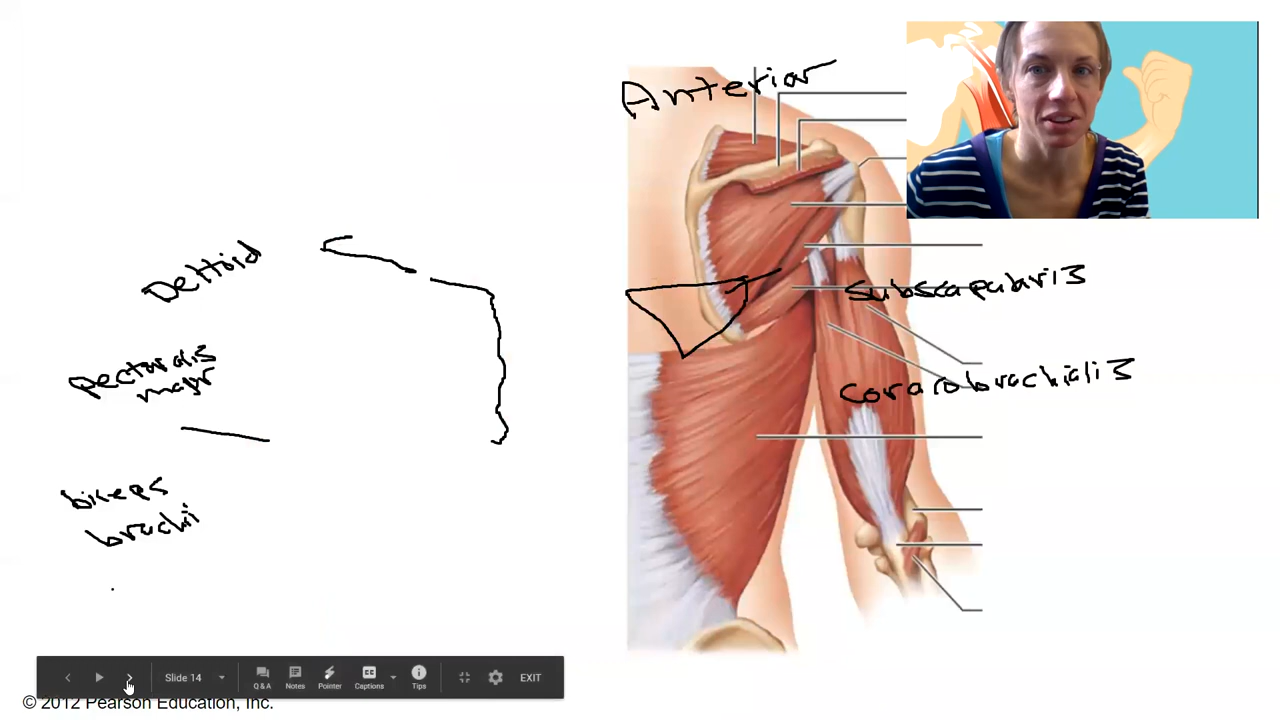 Anterior
Deltoid
pectoralis
major
biceps
brachii
Subscapularis
Coracobrachialis
Slide 14
Q&A
Notes
Pointer
Captions
Tips
EXIT
© 2012 Pearson Education, Inc.